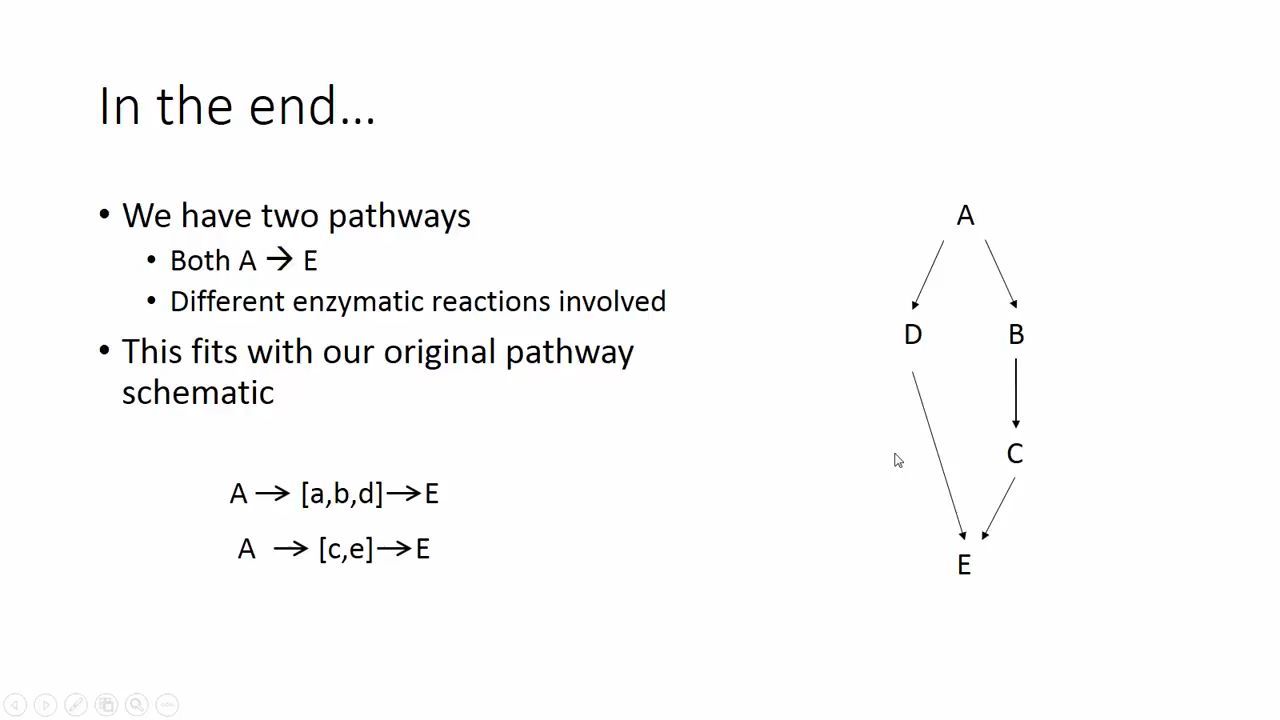 In the end…
• We have two pathways
• Both A → E
• Different enzymatic reactions involved
• This fits with our original pathway
schematic
A → [a,b,d] → E
A → [c,e] → E
A
D B
C
E